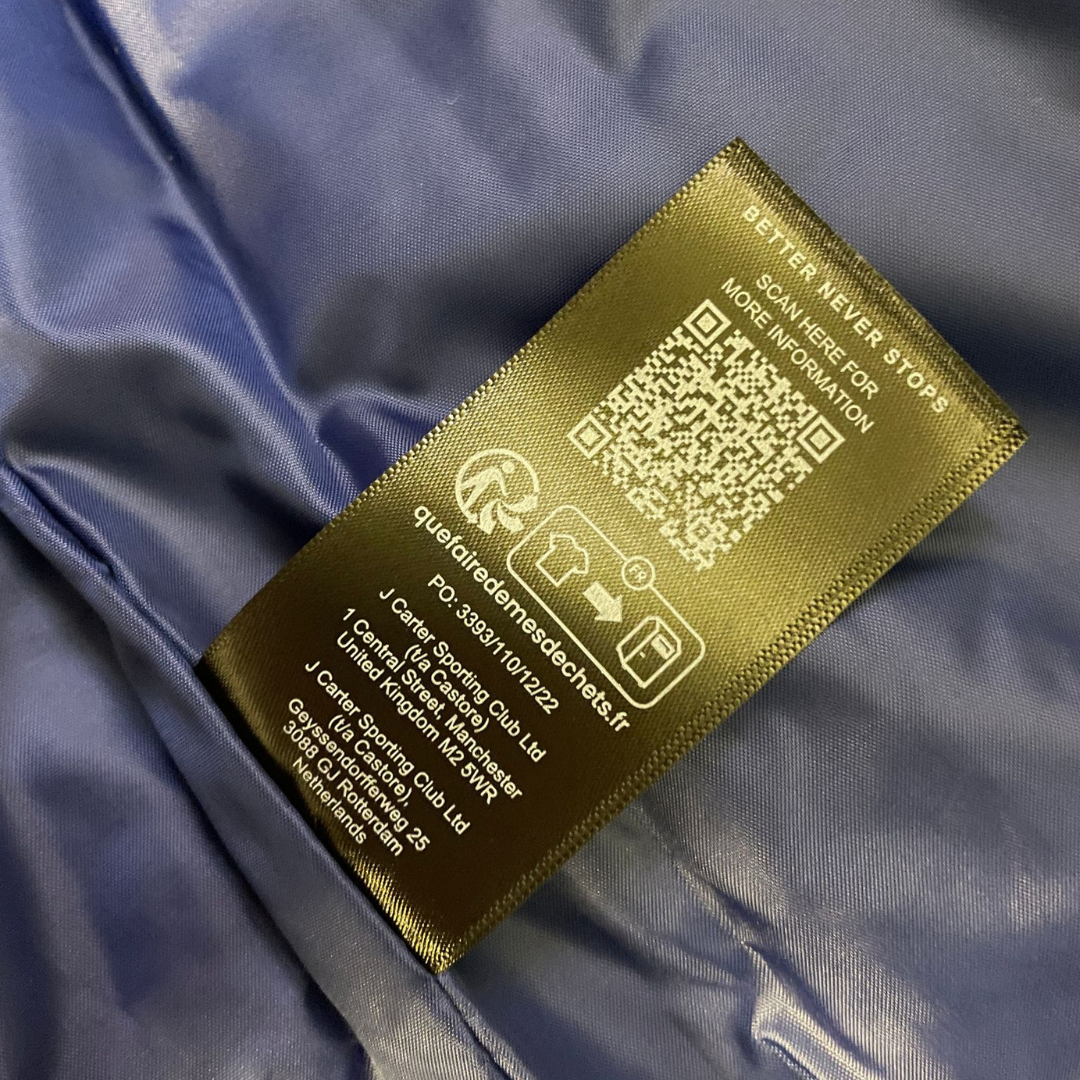 BETTER NEVER STOPS
SCAN HERE FOR
MORE INFORMATION
FR
quefairedemesdechets.fr
PO: 3393/110/12/22
J Carter Sporting Club Ltd
(t/a Castore)
1 Central Street, Manchester
United Kingdom M2 5WR
J Carter Sporting Club Ltd
(t/a Castore),
Geyssendorfferweg 25
3088 GJ Rotterdam
Netherlands